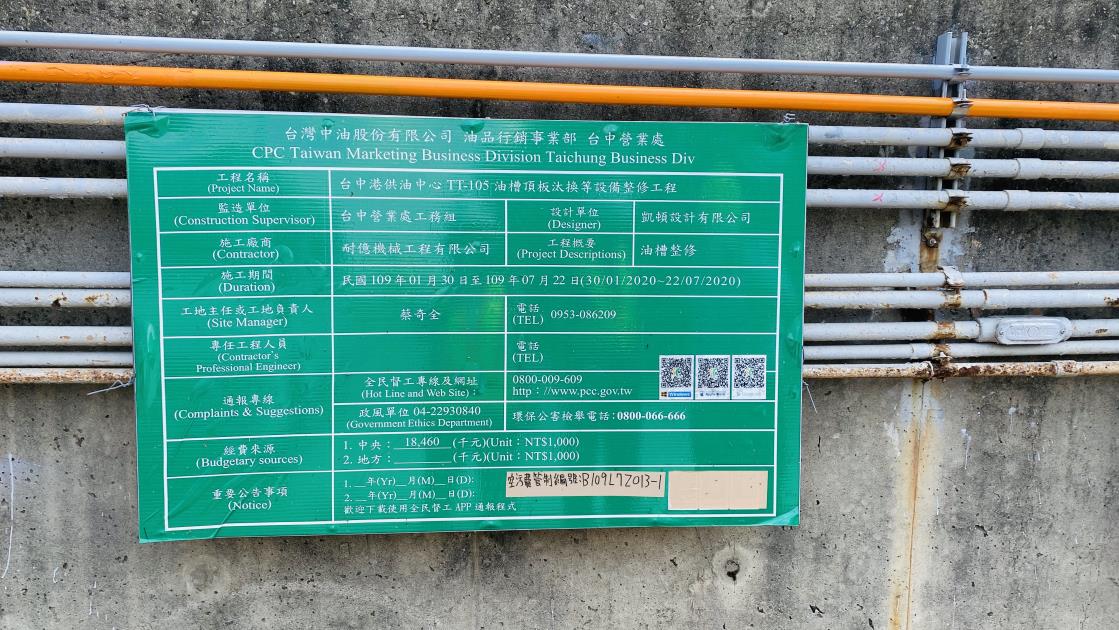 台灣中油股份有限公司 油品行銷事業部 台中營業處
CPC Taiwan Marketing Business Division Taichung Business Div
工程名稱
(Project Name)
台中港供油中心 TT-105 油槽頂板汰換等設備整修工程
監造單位
(Construction Supervisor)
台中營業處工務組
設計單位
(Designer)
凱頓設計有限公司
施工廠商
(Contractor)
耐億機械工程有限公司
工程概要
(Project Descriptions)
油槽整修
施工期間
(Duration)
民國 109 年 01 月 30 日至 109 年 07 月 22 日(30/01/2020~22/07/2020)
工地主任或工地負責人
(Site Manager)
蔡奇全
電話
(TEL) 0953-086209
專任工程人員
(Contractor's
Professional Engineer)
電話
(TEL)
通報專線
(Complaints & Suggestions)
全民督工專線及網址
(Hot Line and Web Site):
0800-009-609
http://www.pcc.gov.tw
政風單位 04-22930840
(Government Ethics Department)
環保公害檢舉電話:0800-066-666
經費來源
(Budgetary sources)
1. 中央: 18,460 (千元)(Unit:NT$1,000)
2. 地方:________(千元)(Unit:NT$1,000)
重要公告事項
(Notice)
1. __年(Yr)__月(M)__日(D):
2. __年(Yr)__月(M)__日(D):
歡迎下載使用全民督工 APP 通報程式
空污費管制編號:B109L7Z013-1